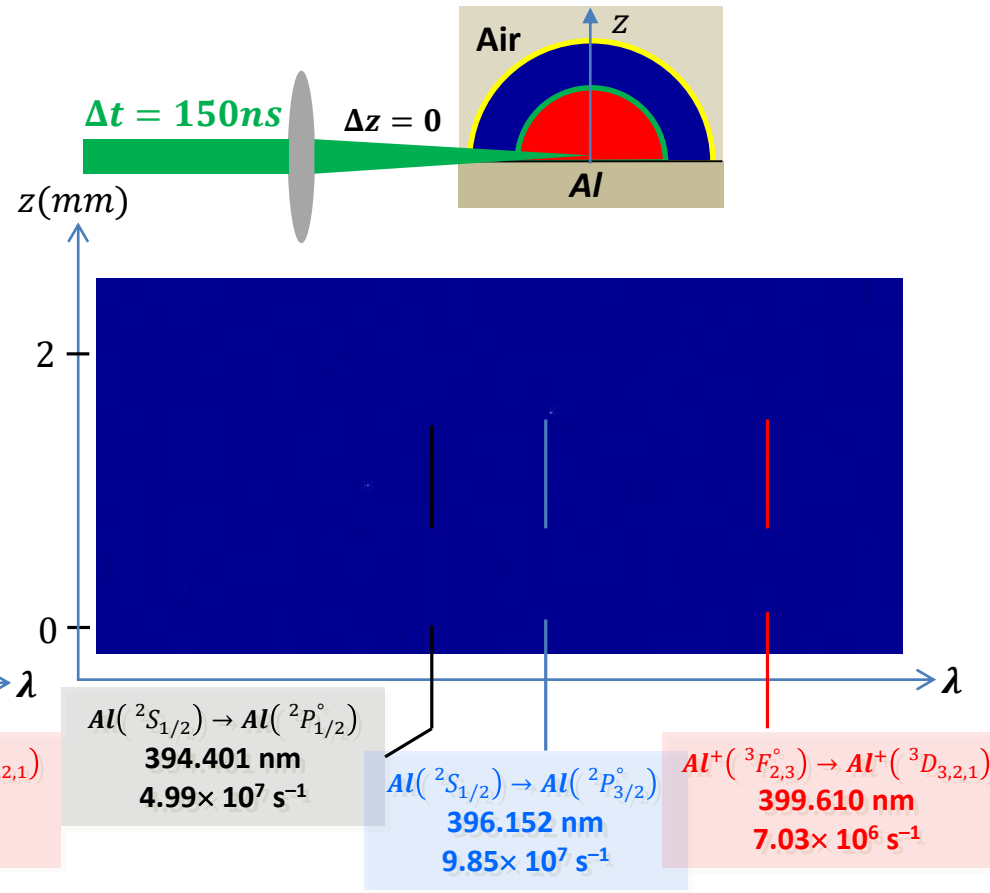 Air
z
Δt = 150ns
Δz = 0
Al
z(mm)
2
0
λ
λ
2,1)
Al( ²S₁/₂) → Al( ²P°₁/₂)
394.401 nm
4.99× 10⁷ s⁻¹
Al( ²S₁/₂) → Al( ²P°₃/₂)
396.152 nm
9.85× 10⁷ s⁻¹
Al⁺( ³F°₂,₃) → Al⁺( ³D₃,₂,₁)
399.610 nm
7.03× 10⁶ s⁻¹